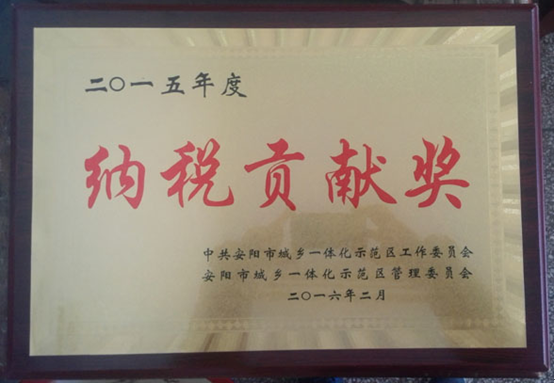 二〇一五年度
纳税贡献奖
中共安阳市城乡一体化示范区工作委员会
安阳市城乡一体化示范区管理委员会
二〇一六年二月